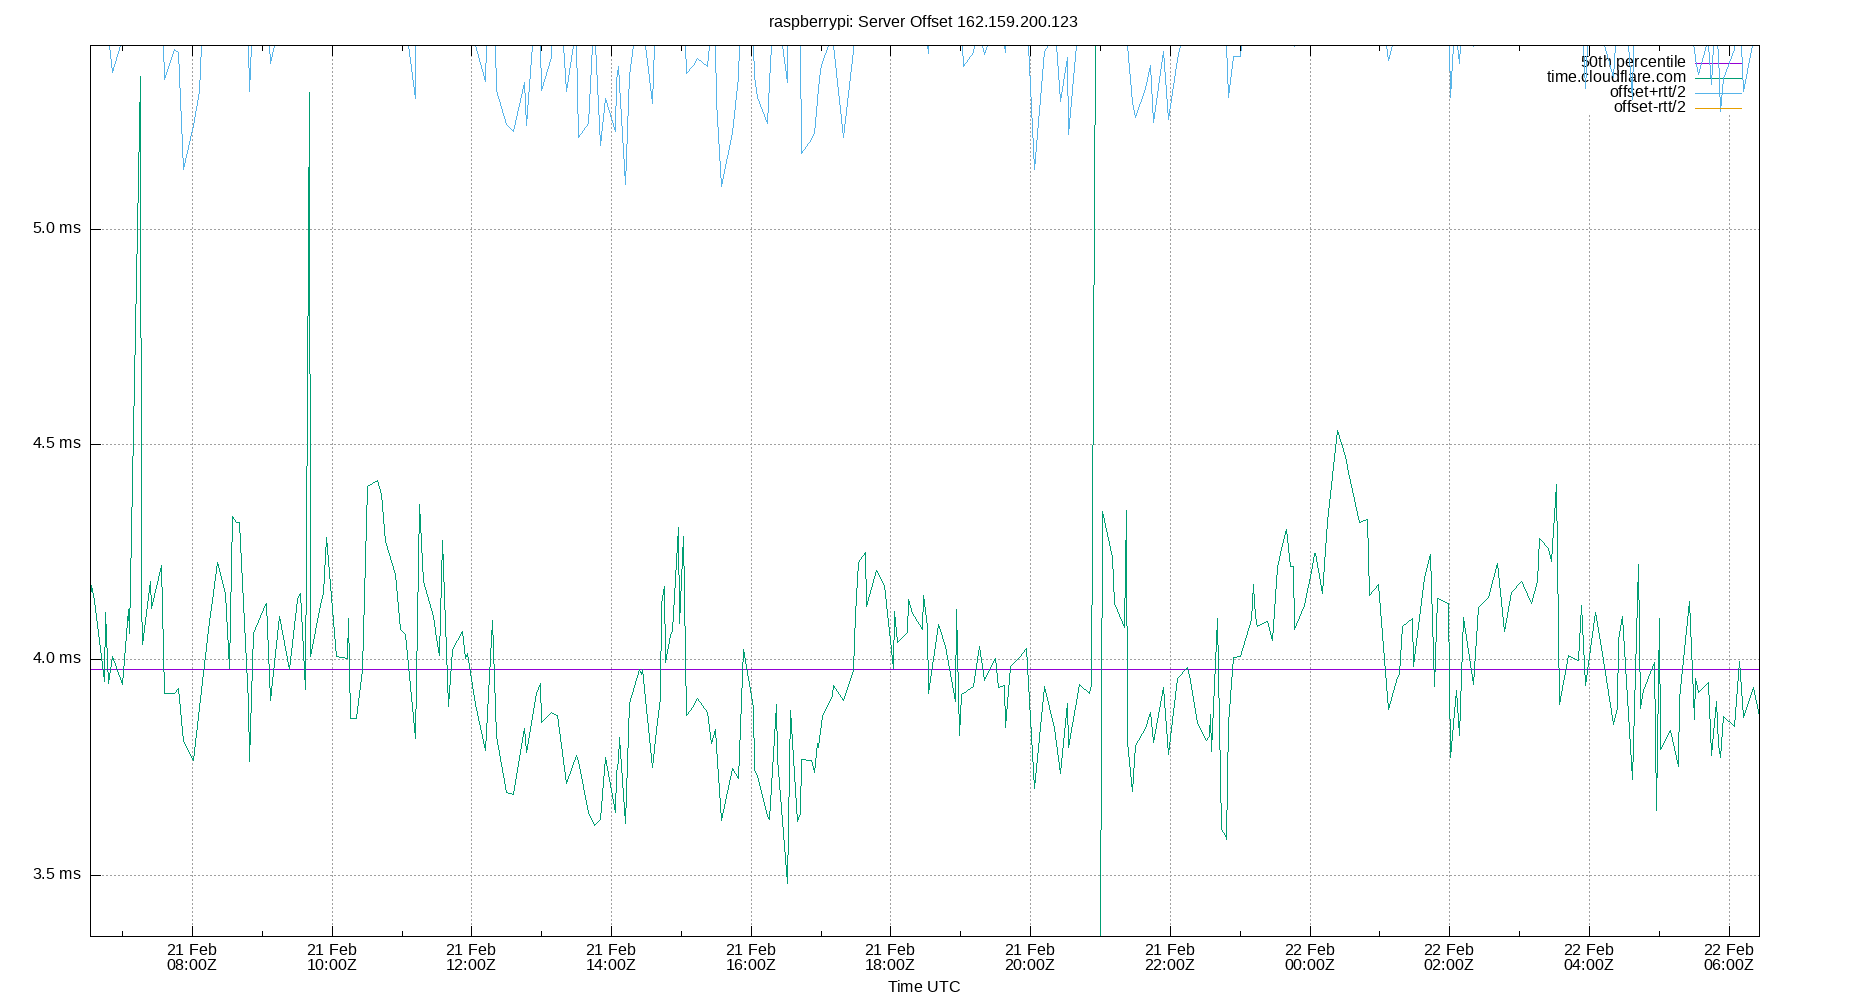 raspberrypi: Server Offset 162.159.200.123
50th percentile
time.cloudflare.com
offset+rtt/2
offset-rtt/2
5.0 ms
4.5 ms
4.0 ms
3.5 ms
21 Feb 21 Feb 21 Feb 21 Feb 21 Feb 21 Feb 21 Feb 21 Feb 22 Feb 22 Feb 22 Feb 22 Feb
08:00Z 10:00Z 12:00Z 14:00Z 16:00Z 18:00Z 20:00Z 22:00Z 00:00Z 02:00Z 04:00Z 06:00Z
Time UTC